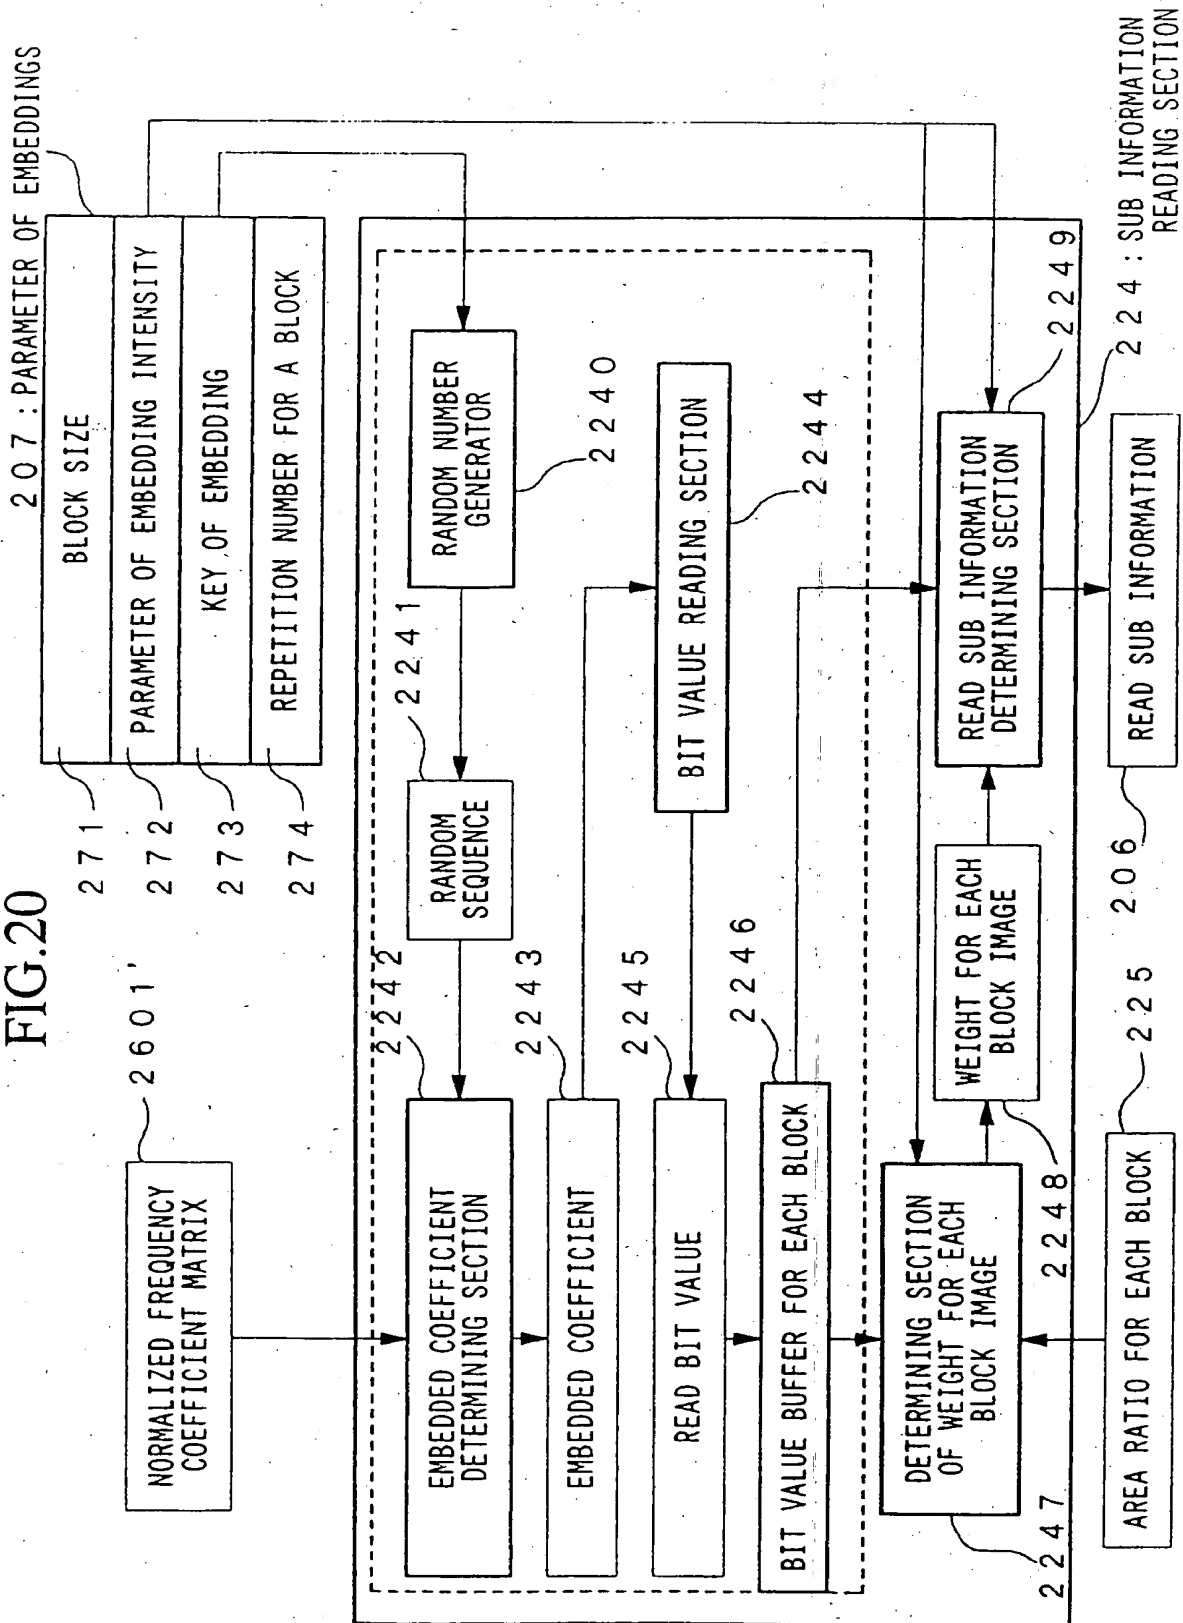 FIG.20
207 : PARAMETER OF EMBEDDINGS
271
BLOCK SIZE
272
PARAMETER OF EMBEDDING INTENSITY
273
KEY OF EMBEDDING
274
REPETITION NUMBER FOR A BLOCK
2601'
NORMALIZED FREQUENCY
COEFFICIENT MATRIX
2242
EMBEDDED COEFFICIENT
DETERMINING SECTION
2241
RANDOM
SEQUENCE
RANDOM NUMBER
GENERATOR
2240
2243
EMBEDDED COEFFICIENT
2245
READ BIT VALUE
BIT VALUE READING SECTION
2244
2246
BIT VALUE BUFFER FOR EACH BLOCK
DETERMINING SECTION
OF WEIGHT FOR EACH
BLOCK IMAGE
2247
WEIGHT FOR EACH
BLOCK IMAGE
2248
READ SUB INFORMATION
DETERMINING SECTION
2249
AREA RATIO FOR EACH BLOCK
225
206
READ SUB INFORMATION
224 : SUB INFORMATION
READING SECTION